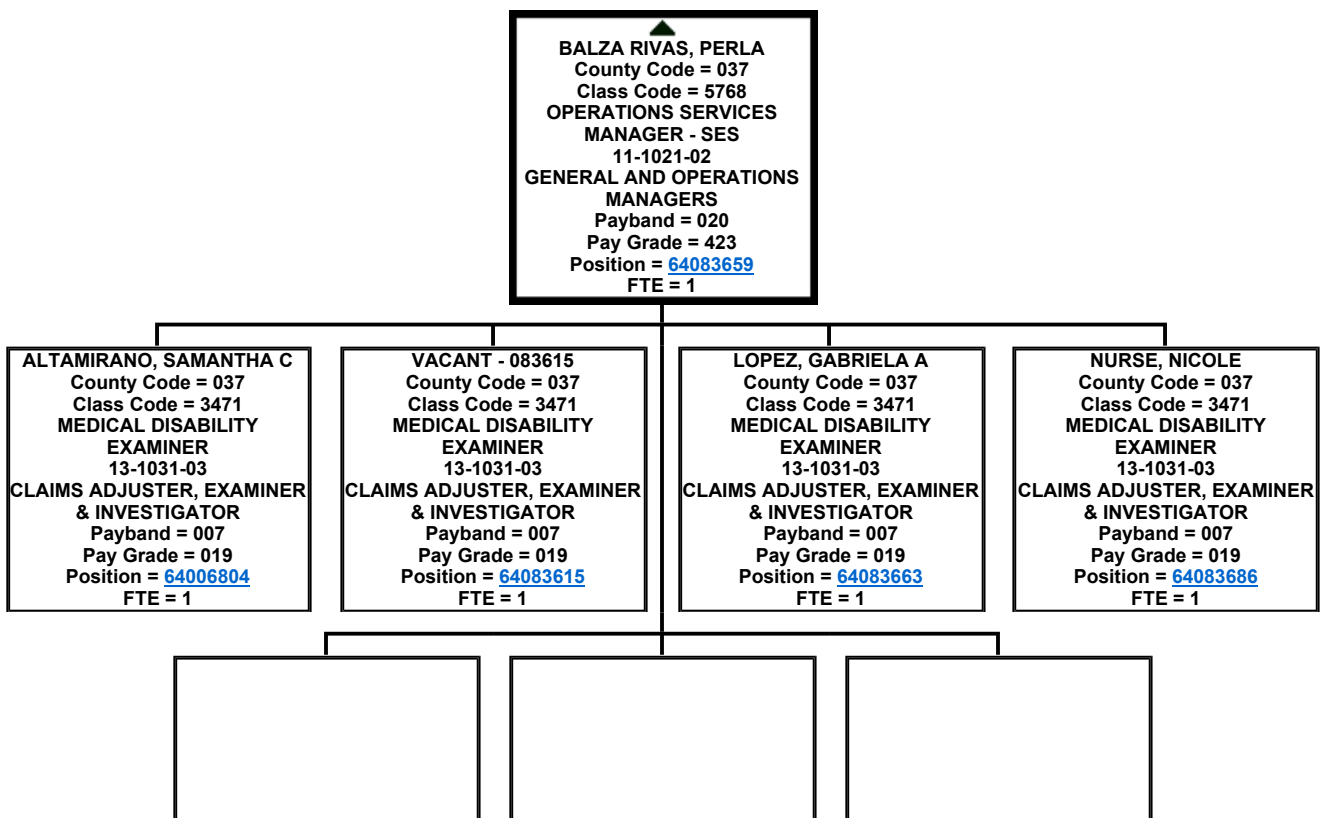 BALZA RIVAS, PERLA
County Code = 037
Class Code = 5768
OPERATIONS SERVICES
MANAGER - SES
11-1021-02
GENERAL AND OPERATIONS
MANAGERS
Payband = 020
Pay Grade = 423
Position = 64083659
FTE = 1
ALTAMIRANO, SAMANTHA C
County Code = 037
Class Code = 3471
MEDICAL DISABILITY
EXAMINER
13-1031-03
CLAIMS ADJUSTER, EXAMINER
& INVESTIGATOR
Payband = 007
Pay Grade = 019
Position = 64006804
FTE = 1
VACANT - 083615
County Code = 037
Class Code = 3471
MEDICAL DISABILITY
EXAMINER
13-1031-03
CLAIMS ADJUSTER, EXAMINER
& INVESTIGATOR
Payband = 007
Pay Grade = 019
Position = 64083615
FTE = 1
LOPEZ, GABRIELA A
County Code = 037
Class Code = 3471
MEDICAL DISABILITY
EXAMINER
13-1031-03
CLAIMS ADJUSTER, EXAMINER
& INVESTIGATOR
Payband = 007
Pay Grade = 019
Position = 64083663
FTE = 1
NURSE, NICOLE
County Code = 037
Class Code = 3471
MEDICAL DISABILITY
EXAMINER
13-1031-03
CLAIMS ADJUSTER, EXAMINER
& INVESTIGATOR
Payband = 007
Pay Grade = 019
Position = 64083686
FTE = 1